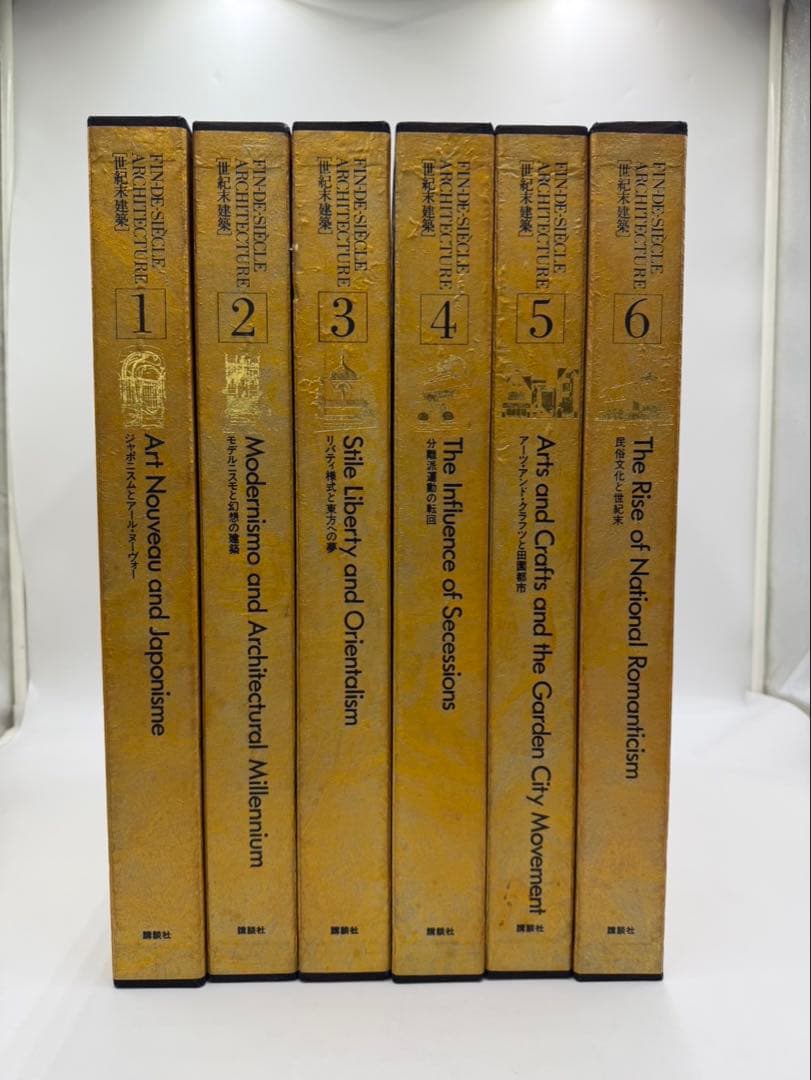 FIN-DE-SIÈCLE
ARCHITECTURE
[世紀末建築]
1
Art Nouveau and Japonisme
ジャポニスムとアール・ヌーヴォー
講談社
FIN-DE-SIÈCLE
ARCHITECTURE
[世紀末建築]
2
Modernismo and Architectural Millennium
モデルニスモと幻想の建築
講談社
FIN-DE-SIÈCLE
ARCHITECTURE
[世紀末建築]
3
Stile Liberty and Orientalism
リバティ様式と東方への夢
講談社
FIN-DE-SIÈCLE
ARCHITECTURE
[世紀末建築]
4
The Influence of Secessions
分離派運動の転回
講談社
FIN-DE-SIÈCLE
ARCHITECTURE
[世紀末建築]
5
Arts and Crafts and the Garden City Movement
アーツ・アンド・クラフツと田園都市
講談社
FIN-DE-SIÈCLE
ARCHITECTURE
[世紀末建築]
6
The Rise of National Romanticism
民俗文化と世紀末
講談社